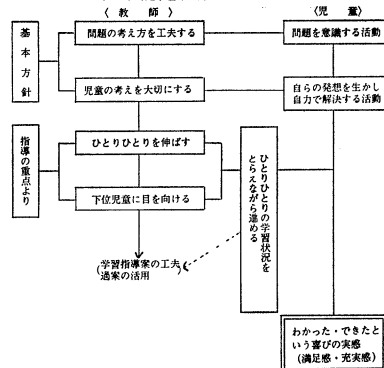 〈教師〉
〈児童〉
基本方針
問題の考え方を工夫する
問題を意識する活動
児童の考えを大切にする
自らの発想を生かし
自力で解決する活動
指導の重点より
ひとりひとりを伸ばす
下位児童に目を向ける
ひとりひとりの学習状況を
とらえながら進める
(学習指導案の工夫
週案の活用)
わかった・できたと
いう喜びの実感
(満足感・充実感)